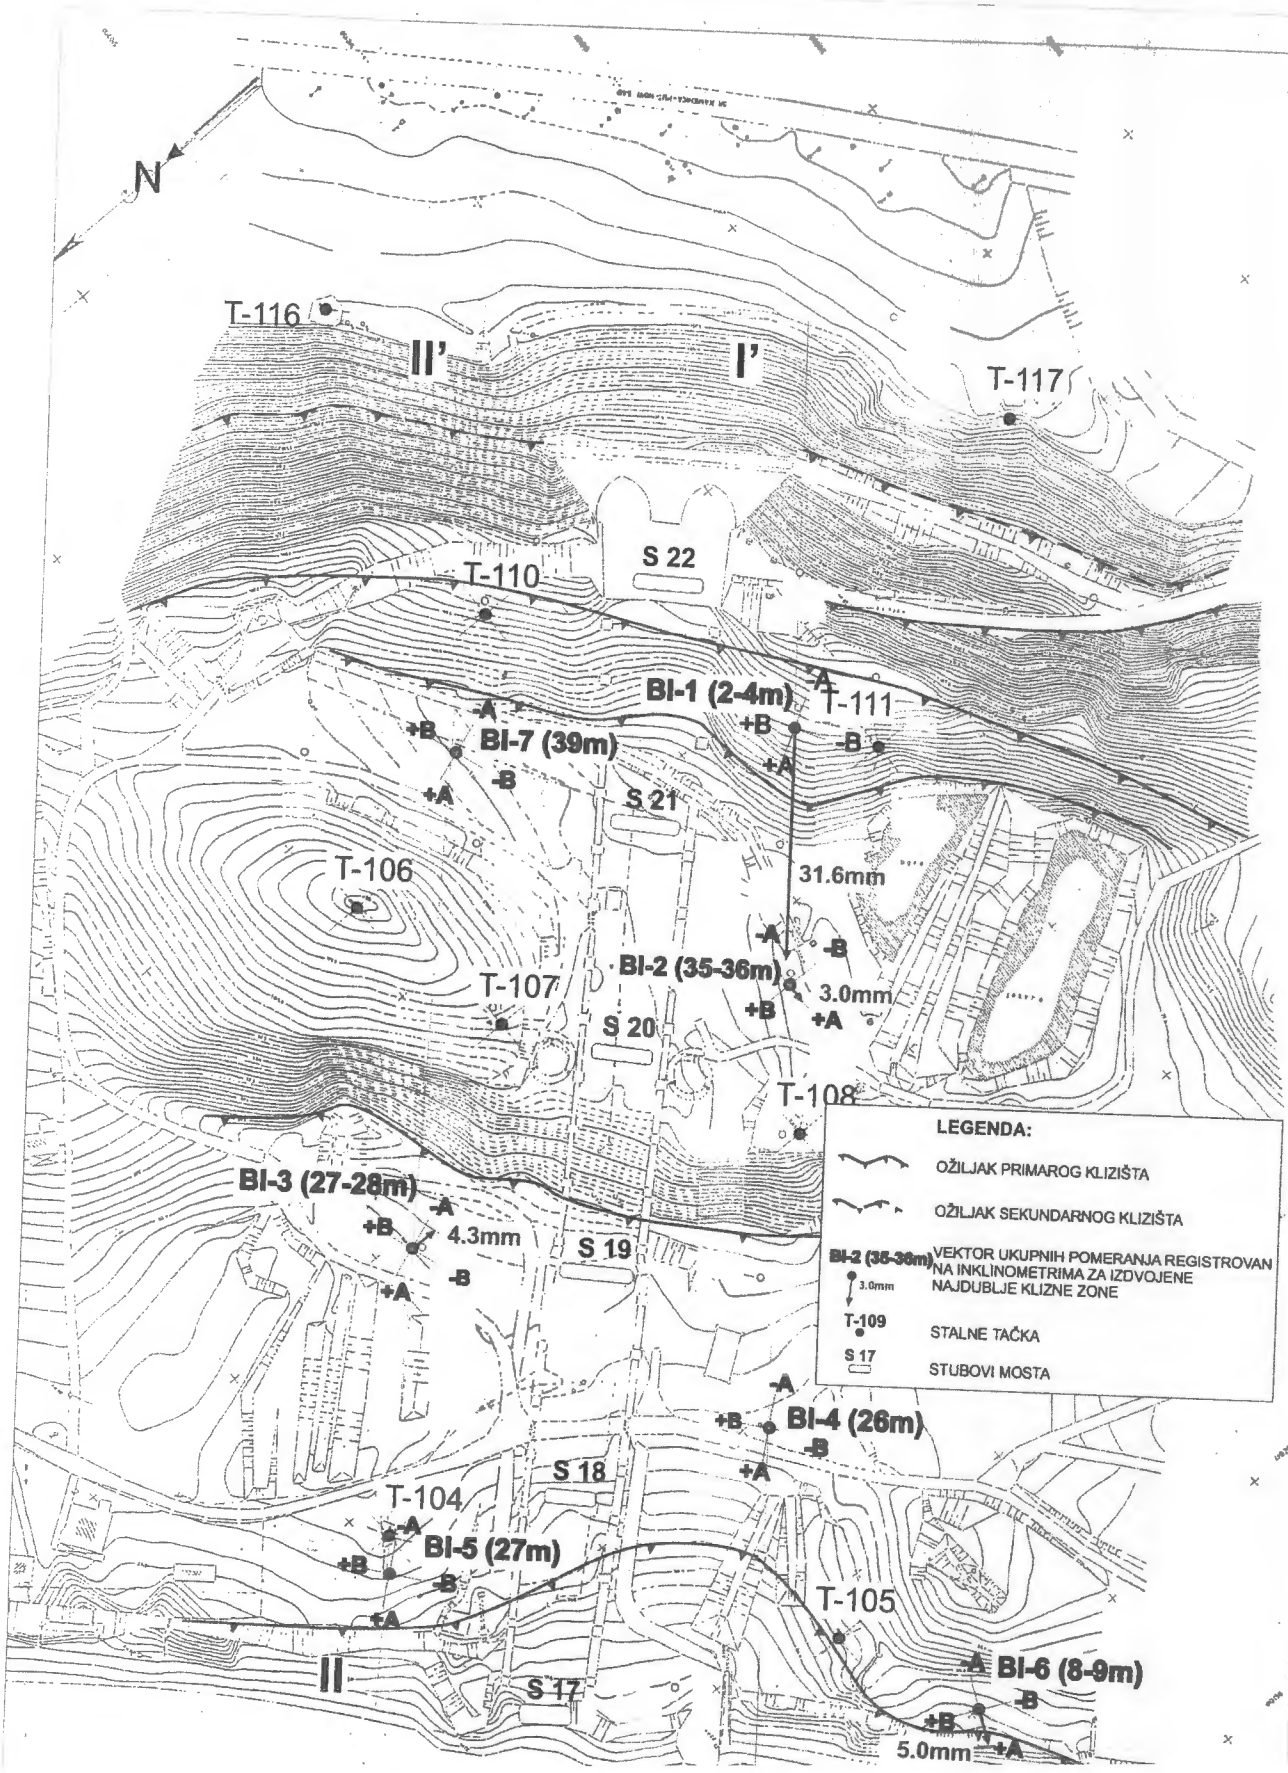 N
T-116
II'
I'
T-117
S 22
T-110
-A
BI-1 (2-4m)
T-111
-A
+B
+B
-B
BI-7 (39m)
+A
-B
+A
S 21
T-106
31.6mm
-A
-B
BI-2 (35-36m)
T-107
3.0mm
+B
+A
S 20
T-108
LEGENDA:
OŽILJAK PRIMAROG KLIZIŠTA
OŽILJAK SEKUNDARNOG KLIZIŠTA
BI-2 (35-36m)
VEKTOR UKUPNIH POMERANJA REGISTROVAN
NA INKLINOMETRIMA ZA IZDVOJENE
NAJDUBLJE KLIZNE ZONE
3.0mm
T-109
STALNE TAČKA
S 17
STUBOVI MOSTA
BI-3 (27-28m)
-A
+B
4.3mm
S 19
-B
+A
-A
+B
BI-4 (26m)
-B
+A
S 18
T-104
-A
BI-5 (27m)
+B
-B
+A
T-105
II
-A
BI-6 (8-9m)
S 17
-B
+B
5.0mm
+A